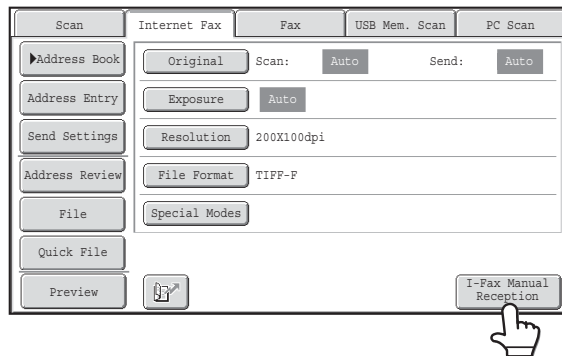 Scan
Internet Fax
Fax
USB Mem. Scan
PC Scan
Address Book
Original
Scan:
Auto
Send:
Auto
Address Entry
Exposure
Auto
Send Settings
Resolution
200X100dpi
Address Review
File Format
TIFF-F
File
Special Modes
Quick File
Preview
I-Fax Manual
Reception